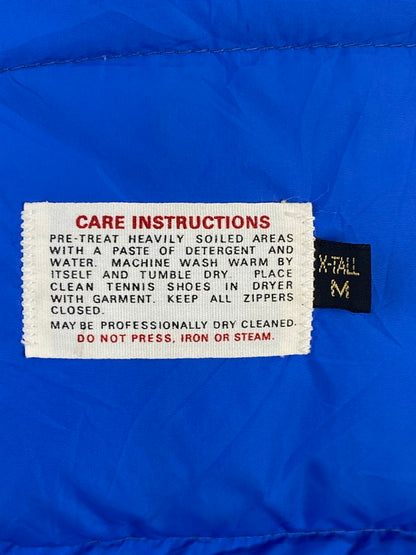 CARE INSTRUCTIONS
PRE-TREAT HEAVILY SOILED AREAS
WITH A PASTE OF DETERGENT AND
WATER. MACHINE WASH WARM BY
ITSELF AND TUMBLE DRY. PLACE
CLEAN TENNIS SHOES IN DRYER
WITH GARMENT. KEEP ALL ZIPPERS
CLOSED.
MAY BE PROFESSIONALLY DRY CLEANED.
DO NOT PRESS, IRON OR STEAM.
X-TALL
M